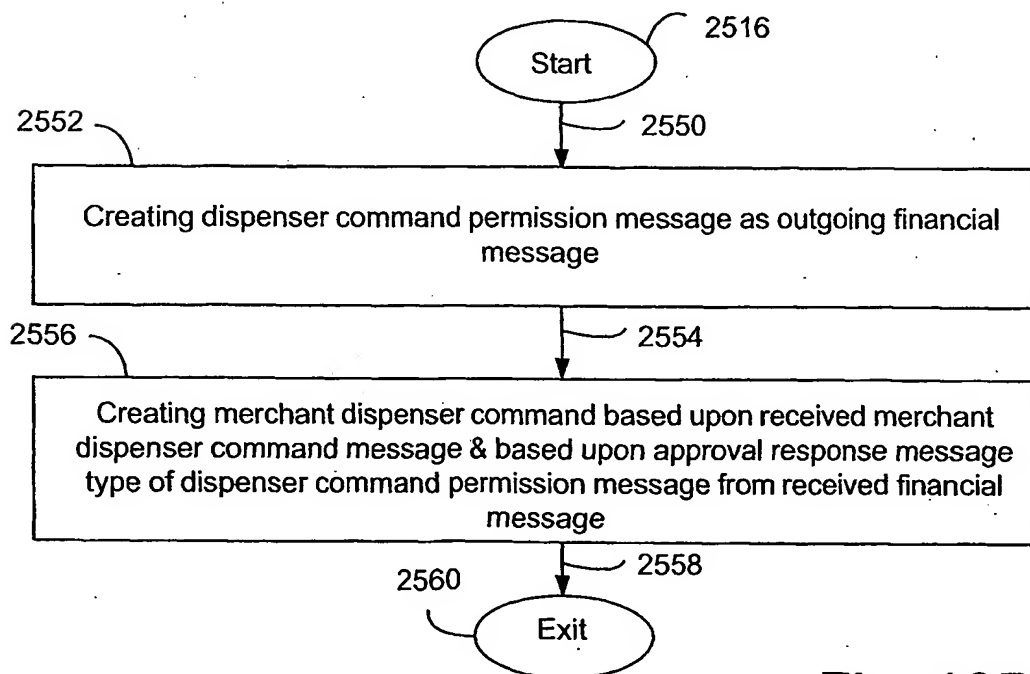 2516
Start
2550
2552
Creating dispenser command permission message as outgoing financial
message
2554
2556
Creating merchant dispenser command based upon received merchant
dispenser command message & based upon approval response message
type of dispenser command permission message from received financial
message
2558
2560
Exit